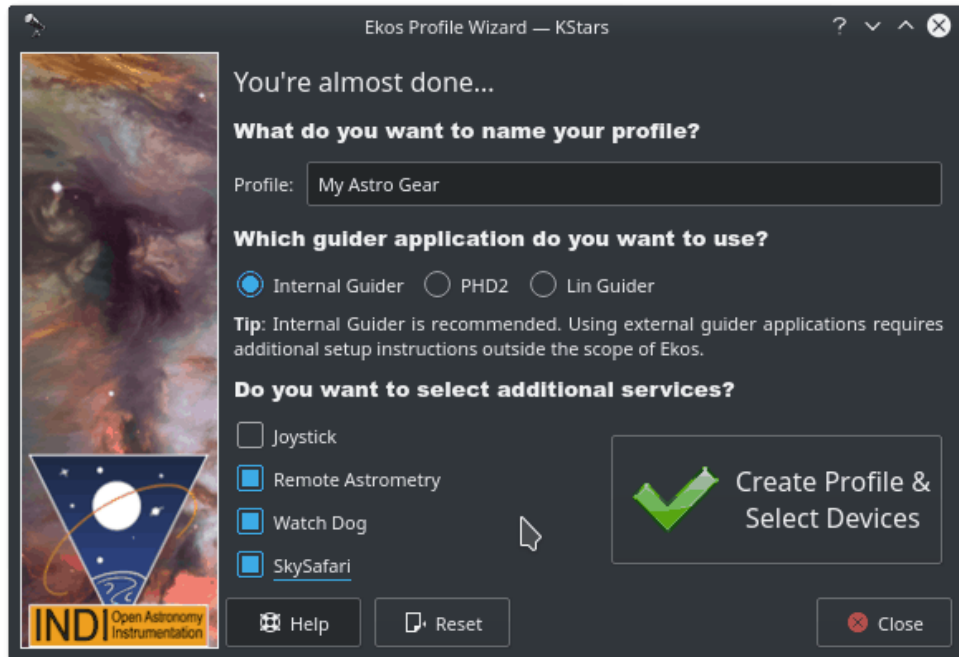 Ekos Profile Wizard — KStars
You're almost done...
What do you want to name your profile?
Profile: My Astro Gear
Which guider application do you want to use?
Internal Guider PHD2 Lin Guider
Tip: Internal Guider is recommended. Using external guider applications requires
additional setup instructions outside the scope of Ekos.
Do you want to select additional services?
Joystick
Remote Astrometry
Watch Dog
SkySafari
Create Profile &
Select Devices
INDI Open Astronomy
Instrumentation
Help Reset Close